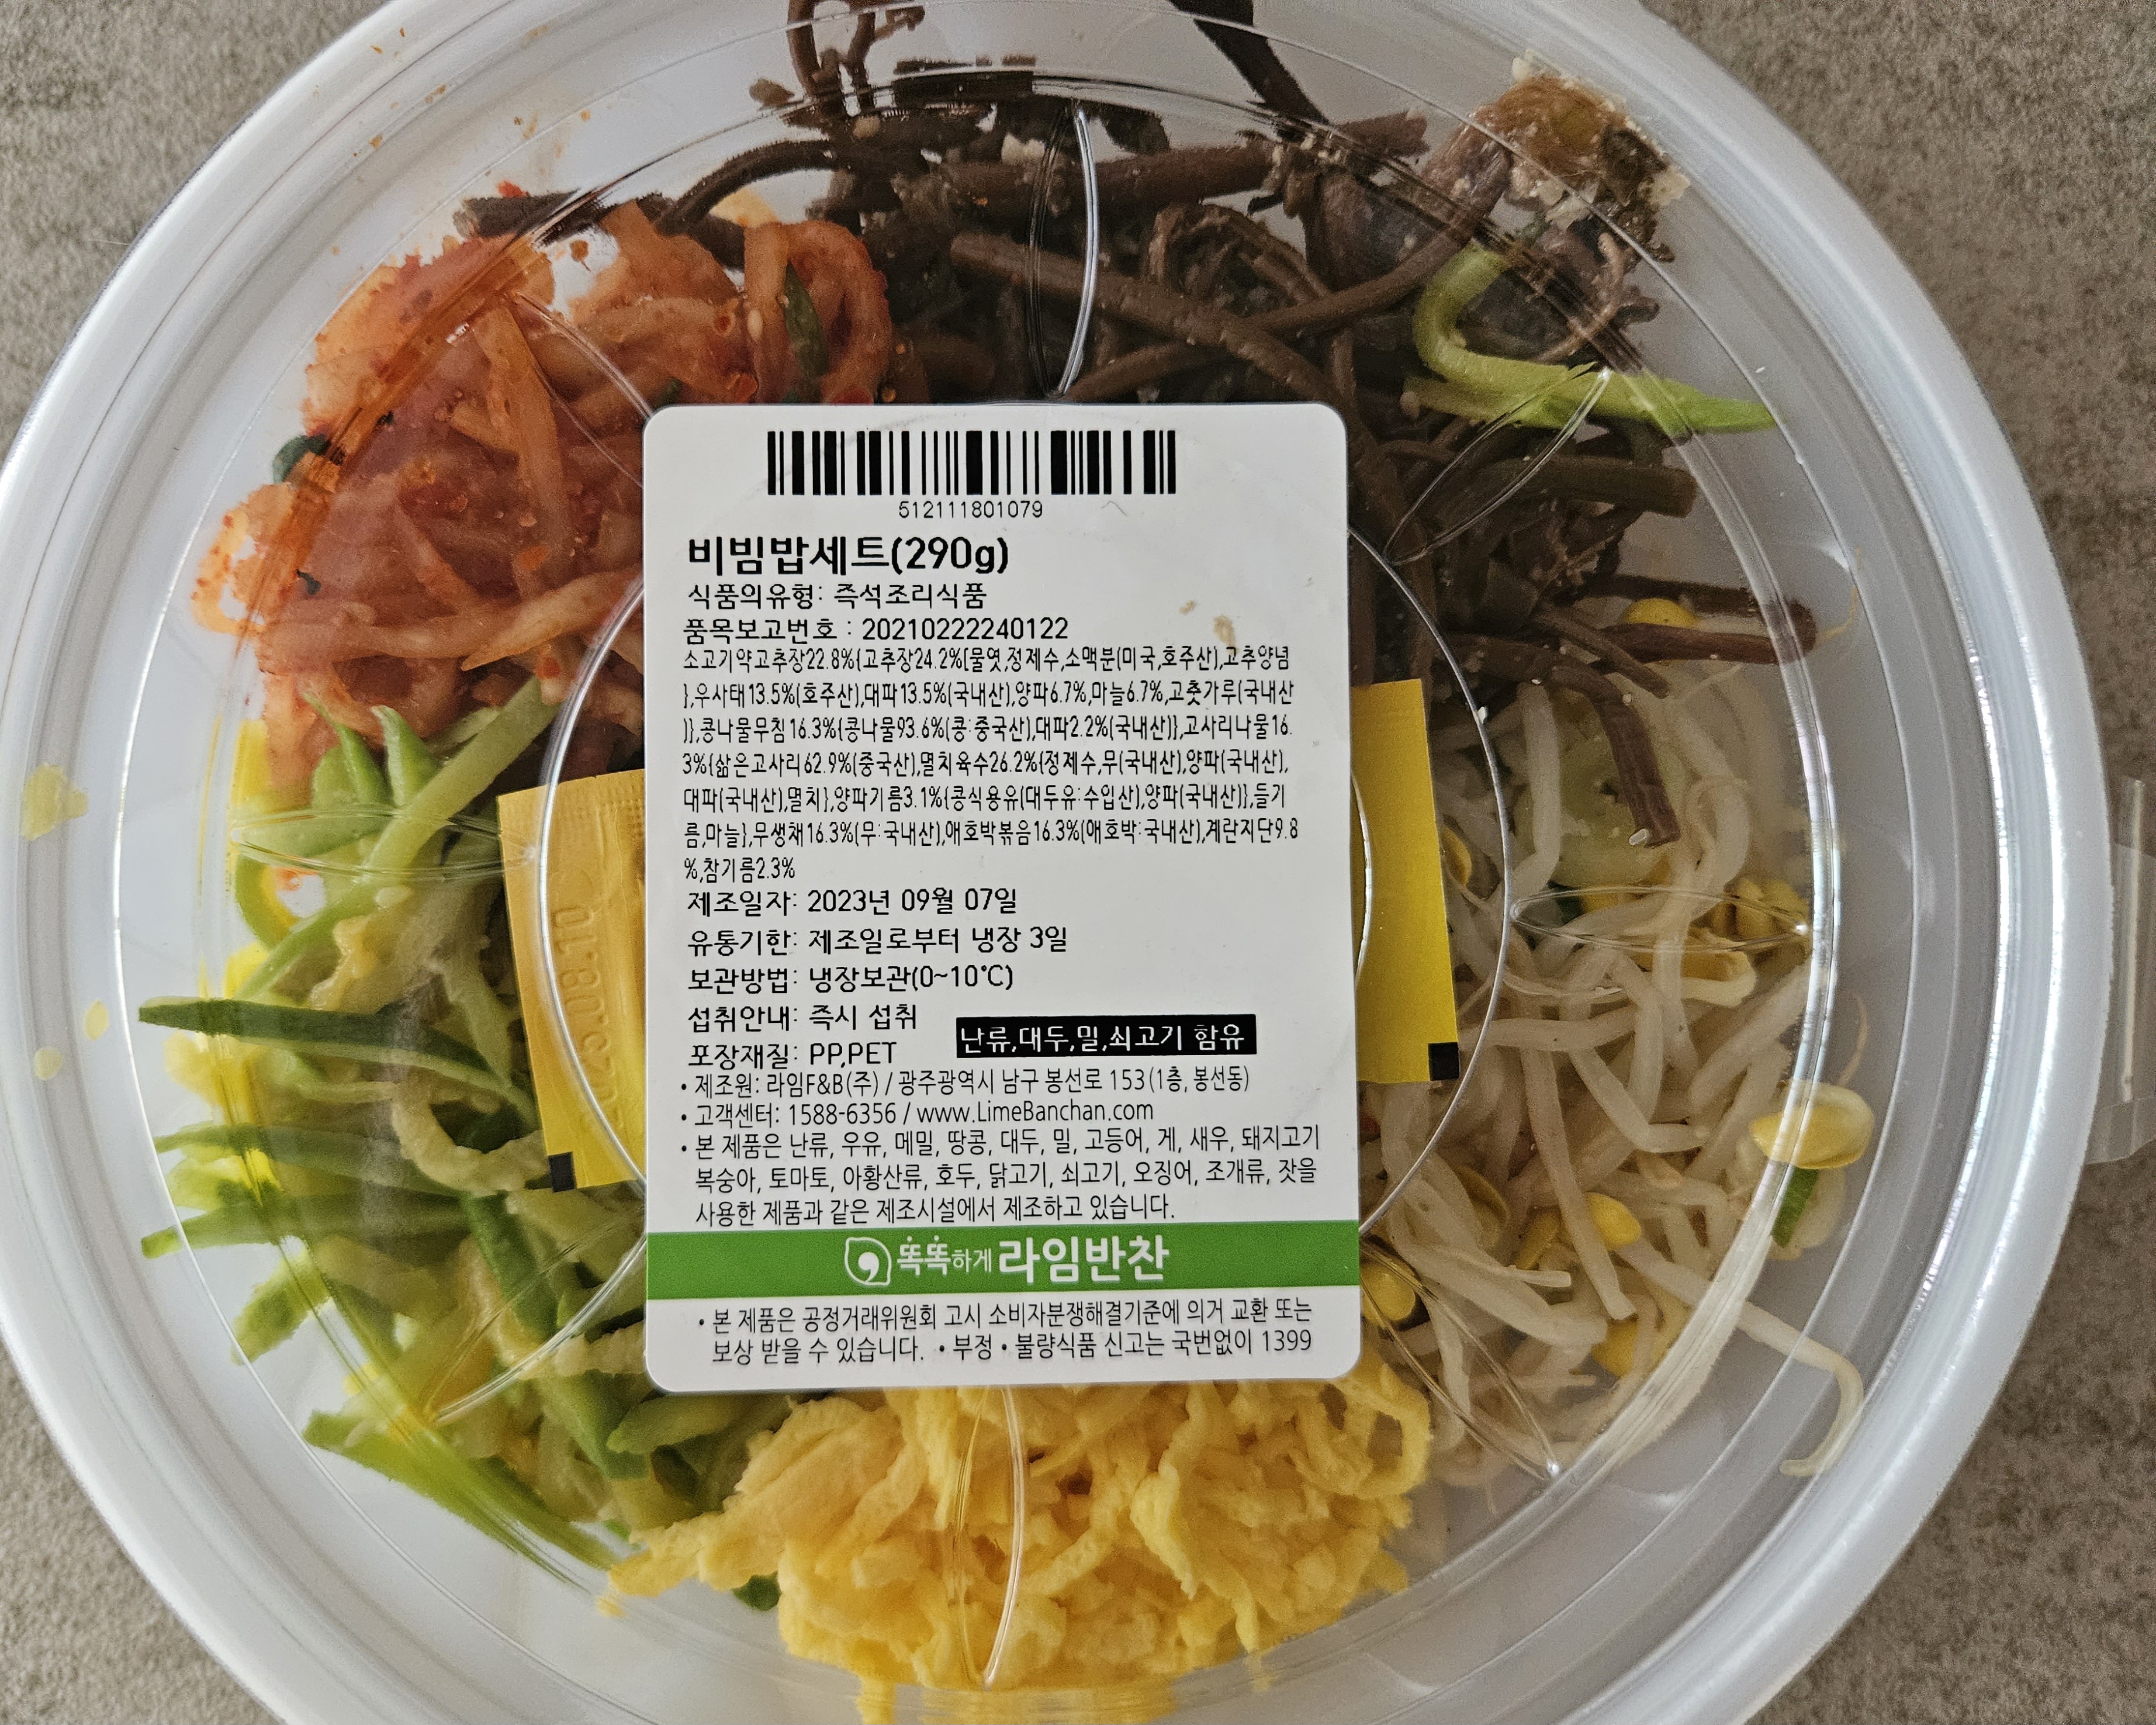 512111801079
비빔밥세트(290g)
식품의유형: 즉석조리식품
품목보고번호 : 20210222240122
소고기약고추장22.8%{고추장24.2%[물엿,정제수,소맥분(미국,호주산),고추양념
},우사태13.5%(호주산),대파13.5%(국내산),양파6.7%,마늘6.7%,고춧가루(국내산
)},콩나물무침16.3%{콩나물93.6%(콩:중국산),대파2.2%(국내산)},고사리나물16.
3%{삶은고사리62.9%(중국산),멸치육수26.2%{정제수,무(국내산),양파(국내산),
대파(국내산),멸치},양파기름3.1%{콩식용유(대두유:수입산),양파(국내산)},들기
름,마늘},무생채16.3%(무:국내산),애호박볶음16.3%(애호박:국내산),계란지단9.8
%,참기름2.3%
제조일자: 2023년 09월 07일
유통기한: 제조일로부터 냉장 3일
보관방법: 냉장보관(0~10℃)
섭취안내: 즉시 섭취
포장재질: PP,PET
난류,대두,밀,쇠고기 함유
• 제조원: 라임F&B(주) / 광주광역시 남구 봉선로 153(1층, 봉선동)
• 고객센터: 1588-6356 / www.LimeBanchan.com
• 본 제품은 난류, 우유, 메밀, 땅콩, 대두, 밀, 고등어, 게, 새우, 돼지고기
복숭아, 토마토, 아황산류, 호두, 닭고기, 쇠고기, 오징어, 조개류, 잣을
사용한 제품과 같은 제조시설에서 제조하고 있습니다.
똑똑하게 라임반찬
• 본 제품은 공정거래위원회 고시 소비자분쟁해결기준에 의거 교환 또는
보상 받을 수 있습니다. • 부정 • 불량식품 신고는 국번없이 1399